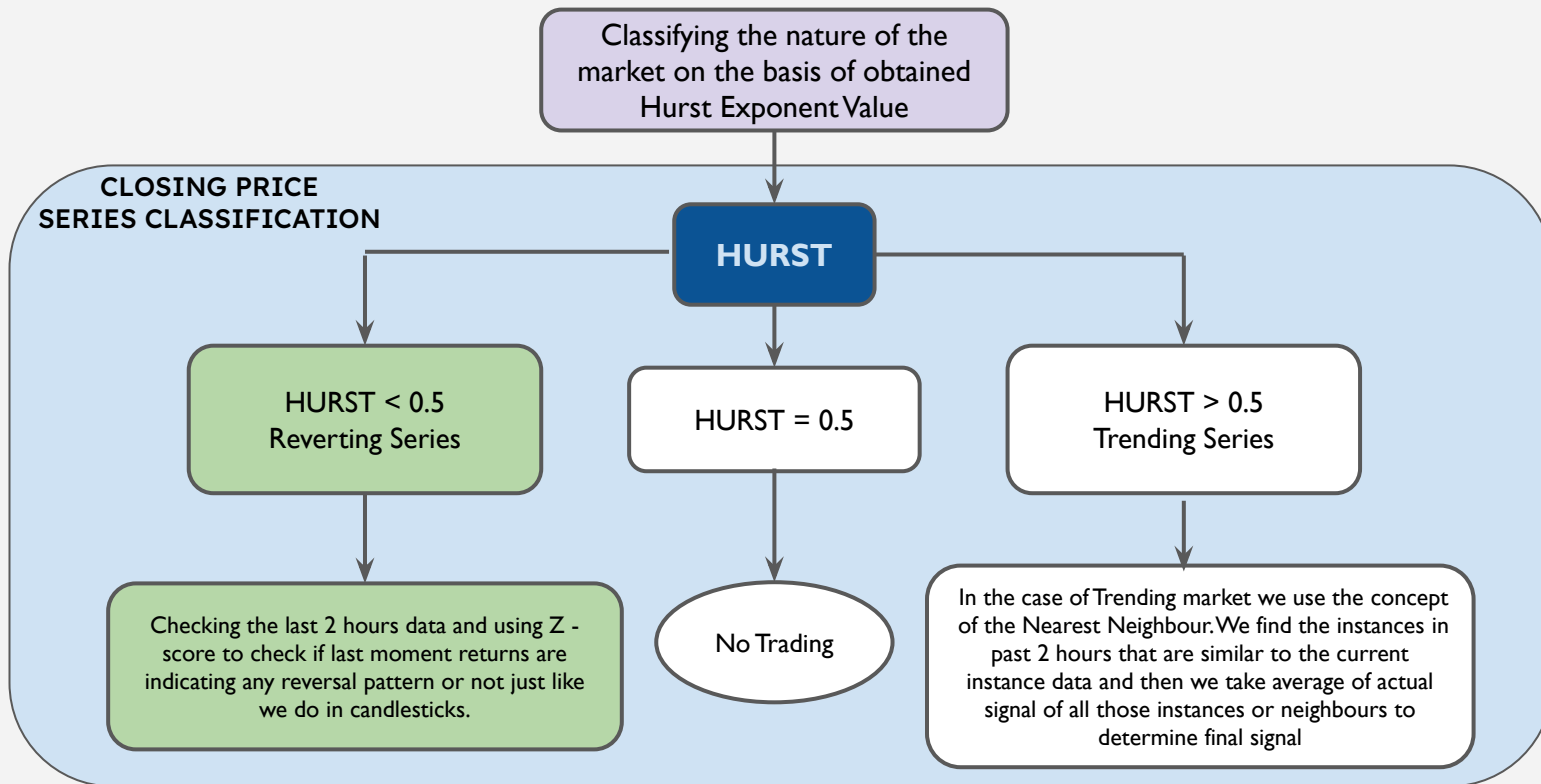 Classifying the nature of the
market on the basis of obtained
Hurst Exponent Value
CLOSING PRICE
SERIES CLASSIFICATION
HURST
HURST < 0.5
Reverting Series
HURST = 0.5
HURST > 0.5
Trending Series
Checking the last 2 hours data and using Z -
score to check if last moment returns are
indicating any reversal pattern or not just like
we do in candlesticks.
No Trading
In the case of Trending market we use the concept
of the Nearest Neighbour. We find the instances in
past 2 hours that are similar to the current
instance data and then we take average of actual
signal of all those instances or neighbours to
determine final signal